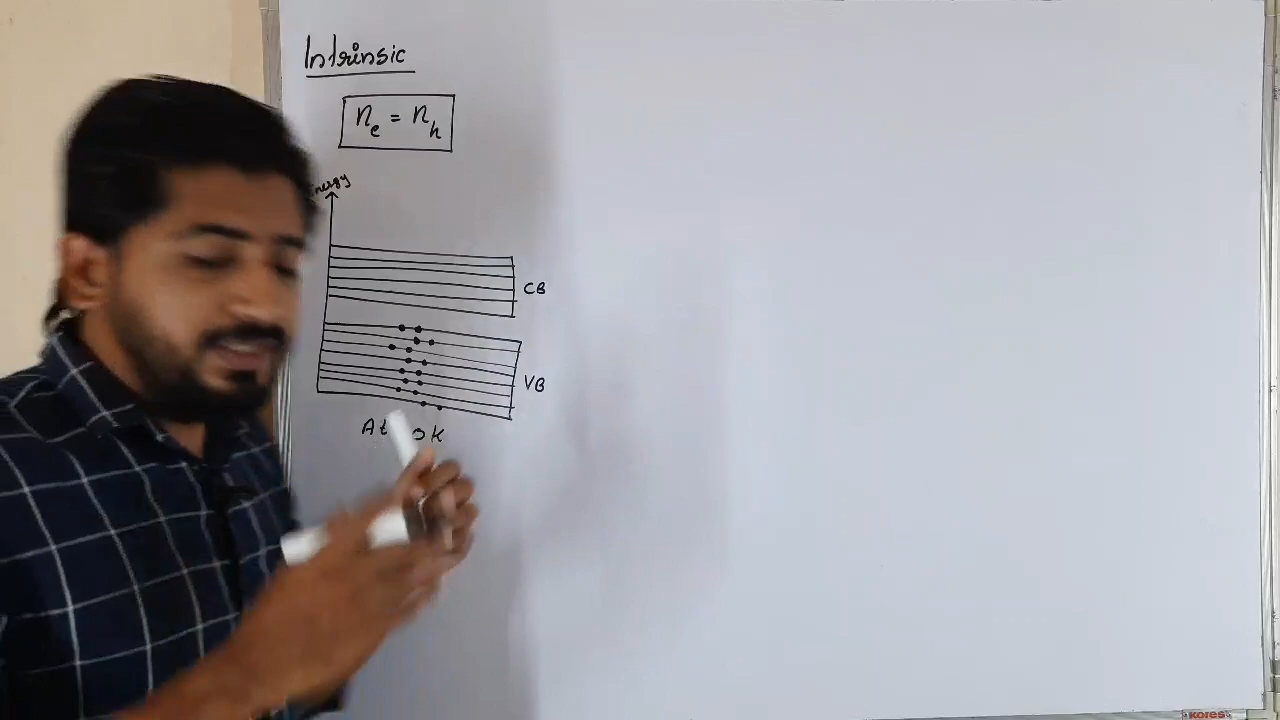 Intrinsic
nₑ = nₕ
Energy
CB
VB
At 0K
KORES